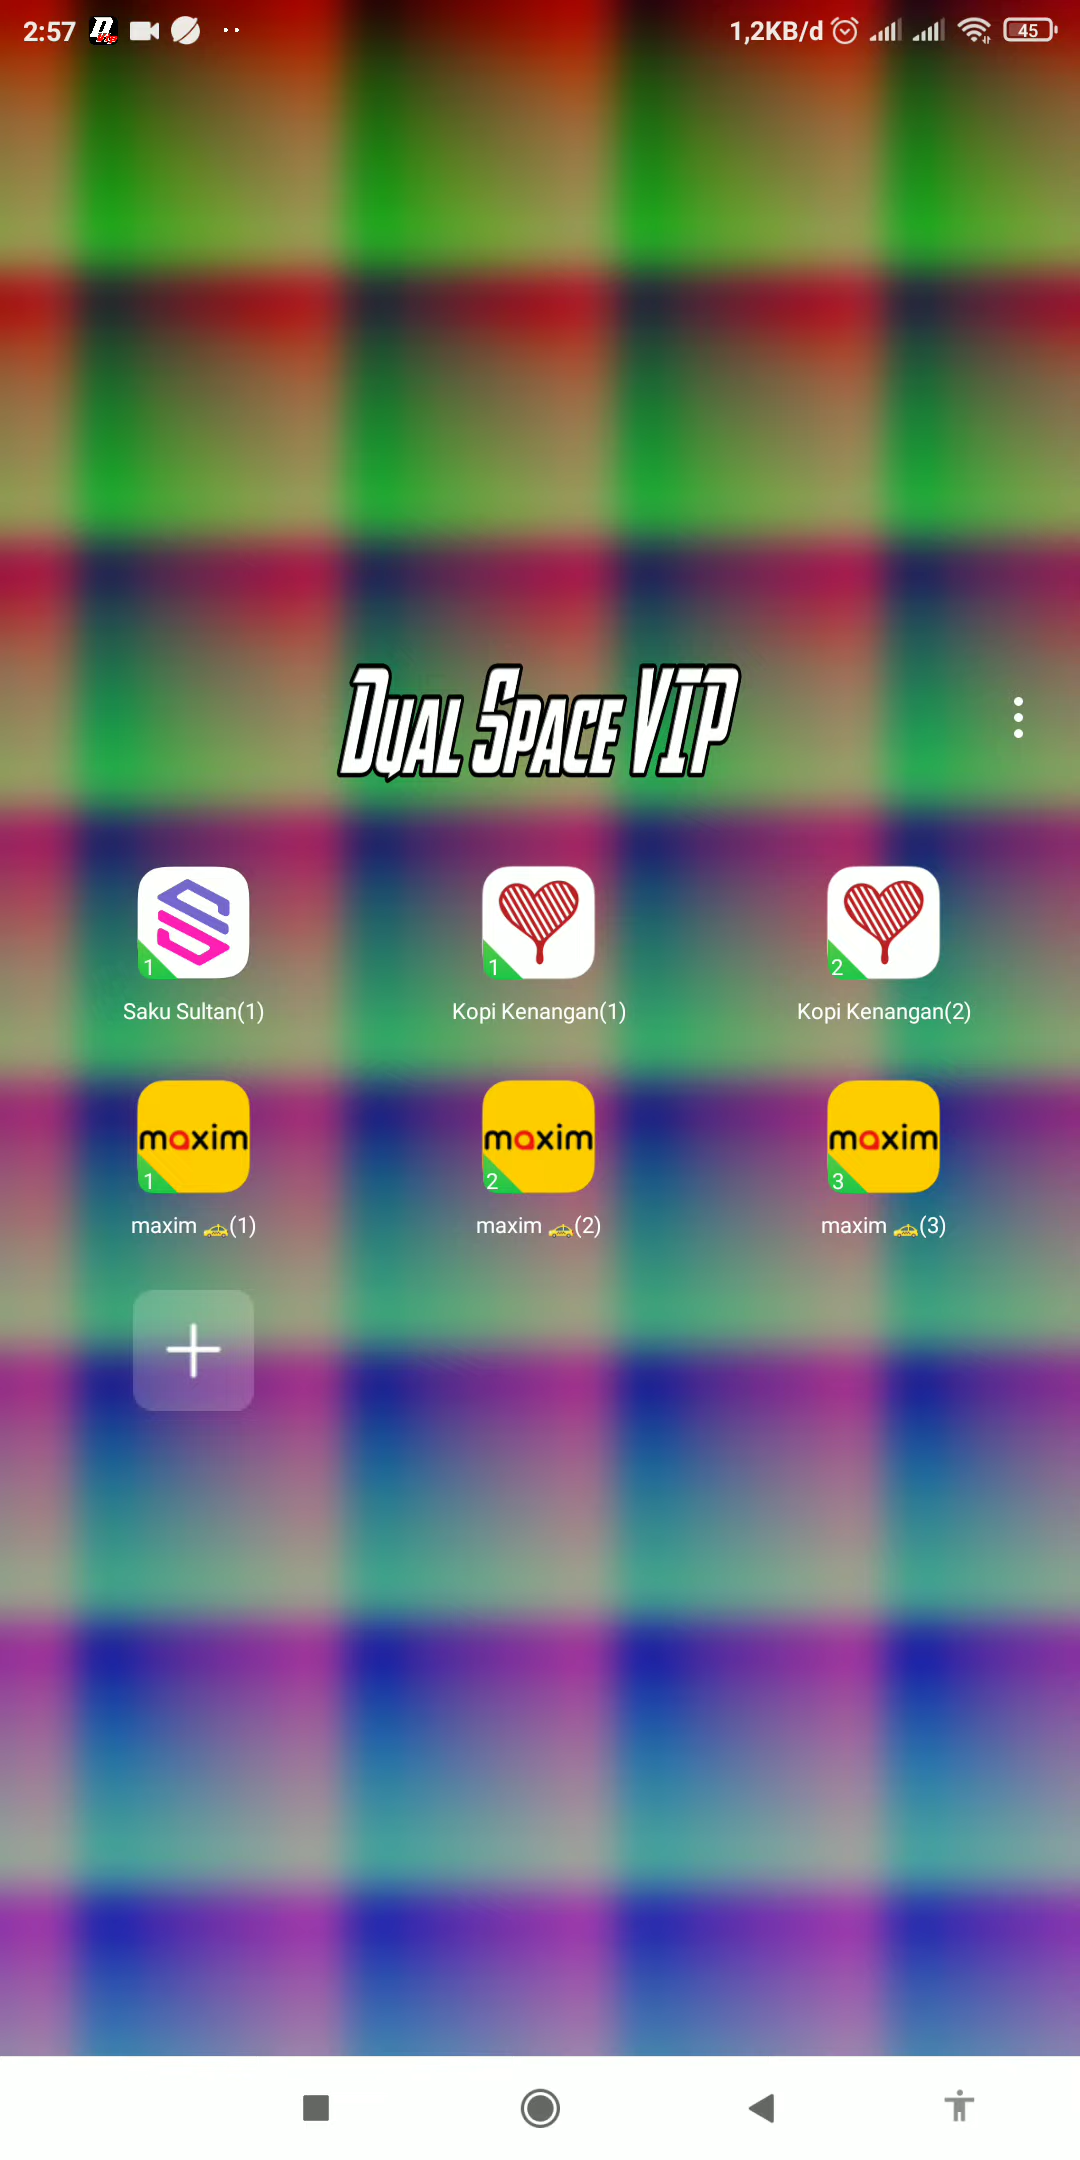 2:57 1,2KB/d 45
DUAL SPACE VIP
1 1 2
Saku Sultan(1) Kopi Kenangan(1) Kopi Kenangan(2)
maxim maxim maxim
1 2 3
maxim 🚕(1) maxim 🚕(2) maxim 🚕(3)